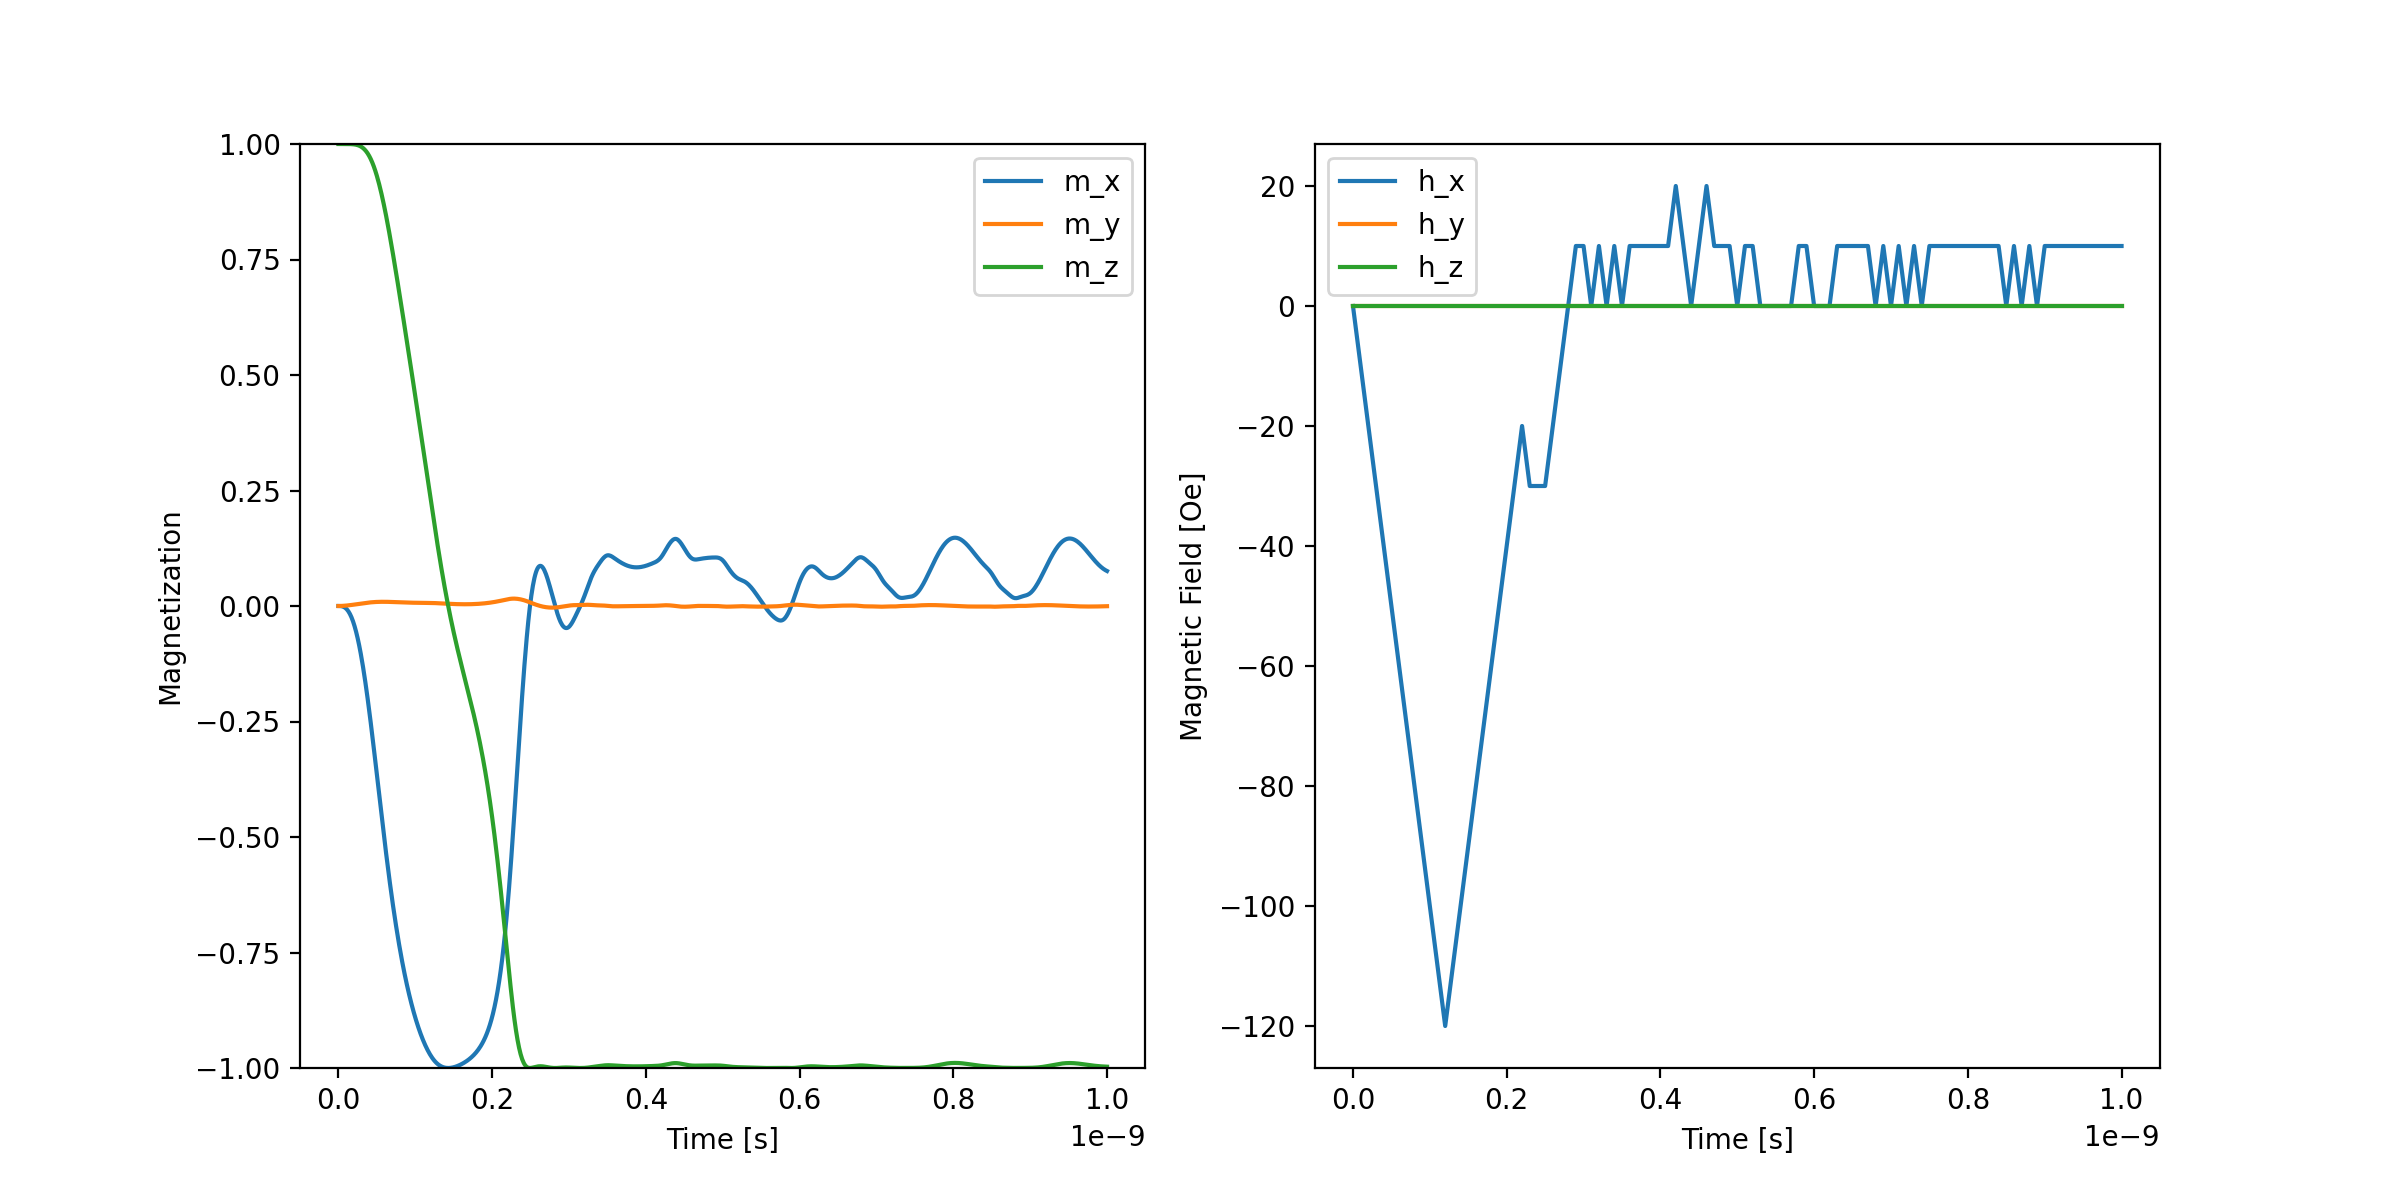 1.00
0.75
0.50
0.25
0.00
−0.25
−0.50
−0.75
−1.00
Magnetization
m_x
m_y
m_z
0.0 0.2 0.4 0.6 0.8 1.0
1e−9
Time [s]
20
0
−20
−40
−60
−80
−100
−120
Magnetic Field [Oe]
h_x
h_y
h_z
0.0 0.2 0.4 0.6 0.8 1.0
1e−9
Time [s]